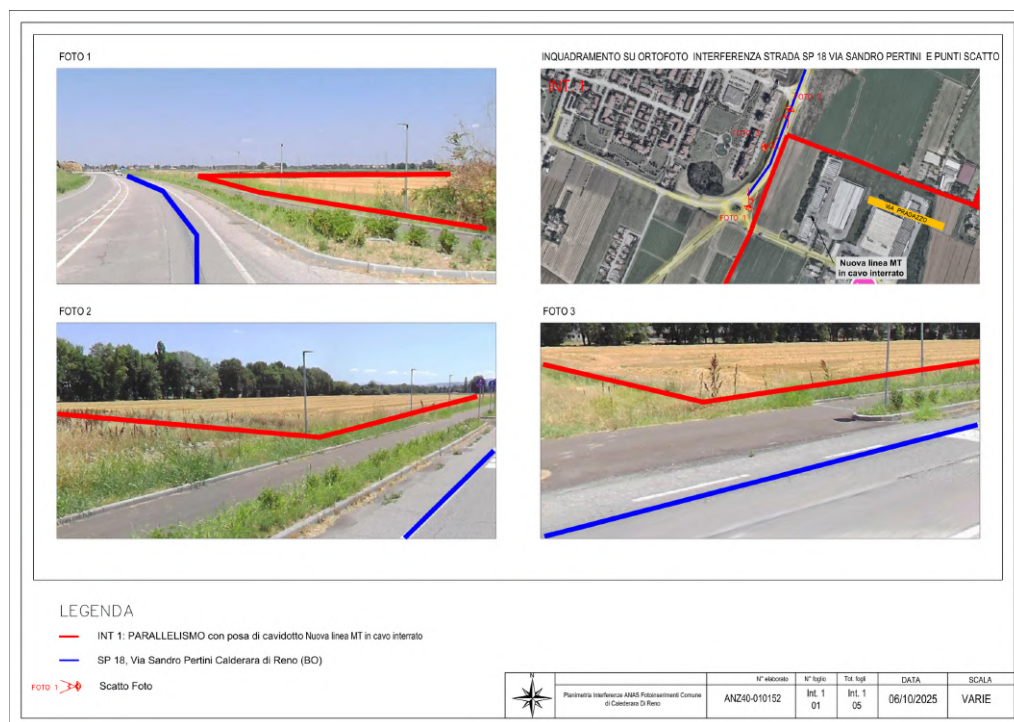 FOTO 1
INQUADRAMENTO SU ORTOFOTO INTERFERENZA STRADA SP 18 VIA SANDRO PERTINI E PUNTI SCATTO
INT. 1
FOTO 1
VIA PRADAZZO
Nuova linea MT
in cavo interrato
FOTO 2
FOTO 3
LEGENDA
INT 1: PARALLELISMO con posa di cavidotto Nuova linea MT in cavo interrato
SP 18, Via Sandro Pertini Calderara di Reno (BO)
FOTO 1 Scatto Foto
N
Planimetria Interferenze ANAS Fotoinserimenti Comune
di Calederara Di Reno
N° elaborato
ANZ40-010152
N° foglio
Int. 1
01
Tot. fogli
Int. 1
05
DATA
06/10/2025
SCALA
VARIE